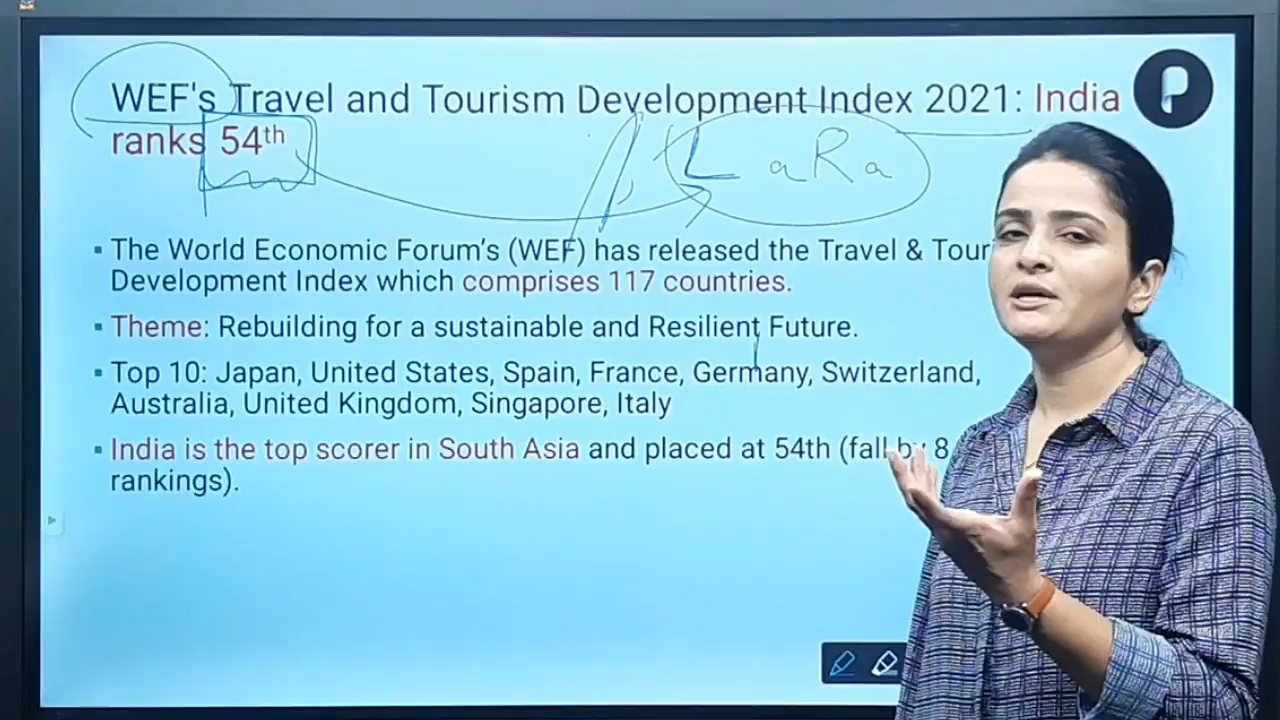 WEF's Travel and Tourism Development Index 2021: India
ranks 54th
LaRa
▪ The World Economic Forum's (WEF) has released the Travel & Touri
Development Index which comprises 117 countries.
▪ Theme: Rebuilding for a sustainable and Resilient Future.
▪ Top 10: Japan, United States, Spain, France, Germany, Switzerland,
Australia, United Kingdom, Singapore, Italy
▪ India is the top scorer in South Asia and placed at 54th (fall by 8
rankings).